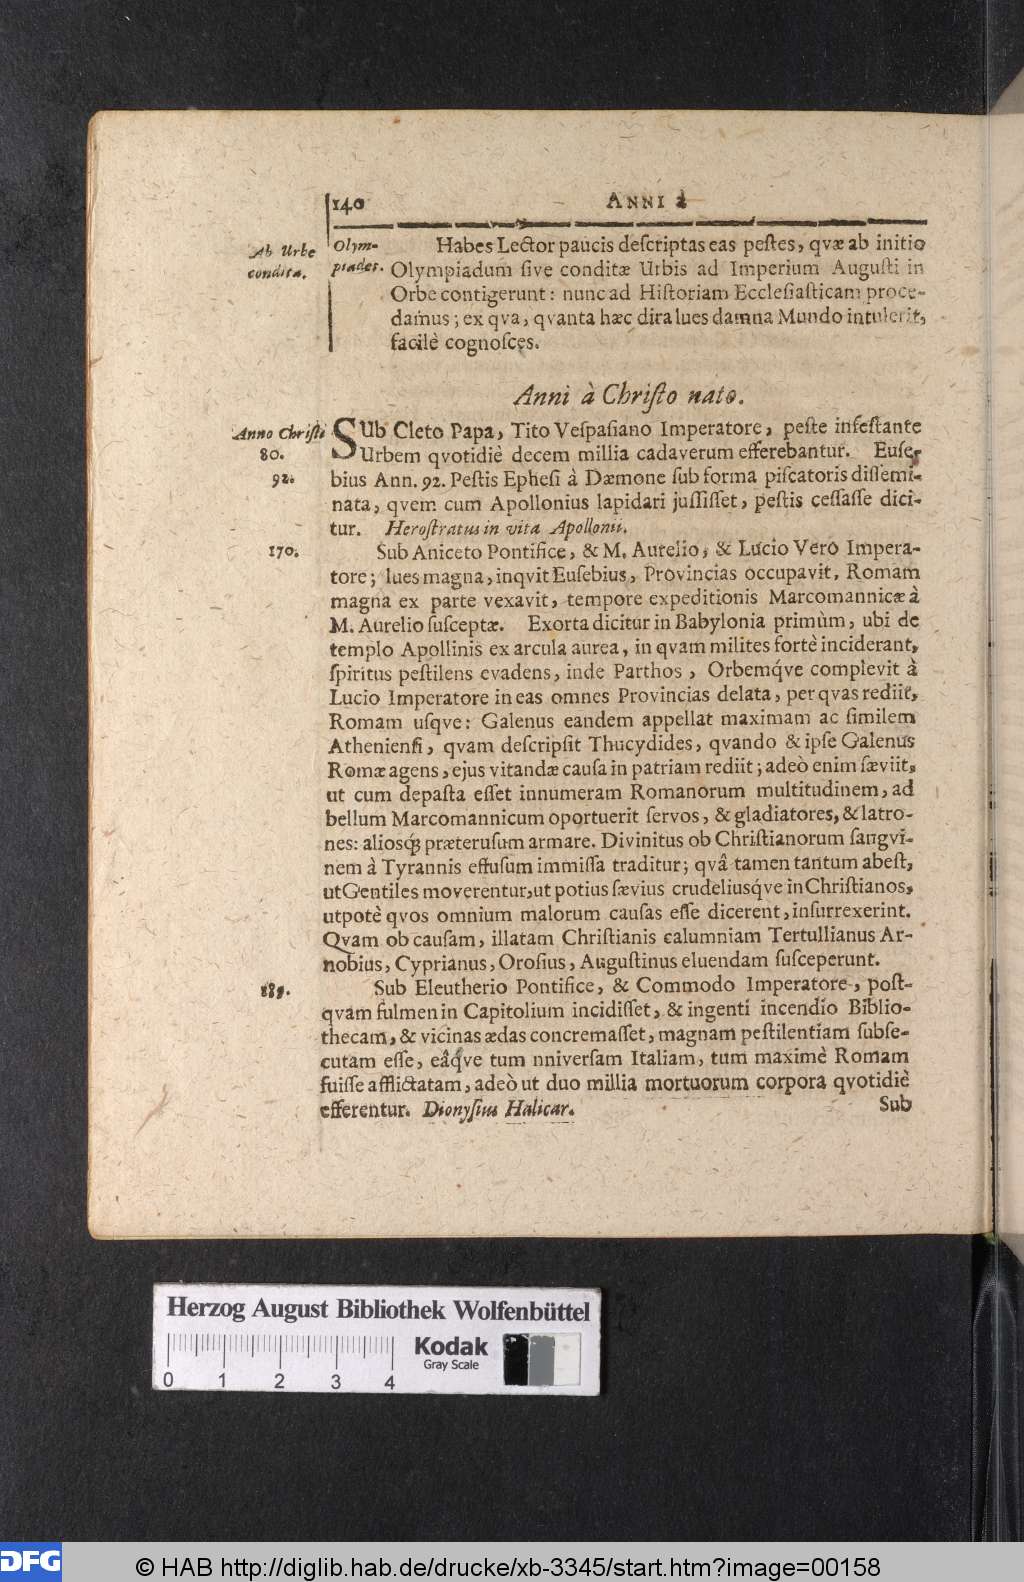 140 ANNI à
Ab Urbe
condita.
Olym-
piades.
Habes Lector paucis deſcriptas eas peſtes, qvæ ab initio
Olympiadum ſive conditæ Urbis ad Imperium Auguſti in
Orbe contigerunt: nunc ad Hiſtoriam Eccleſiaſticam proce-
damus; ex qva, qvanta hæc dira lues damna Mundo intulerit,
facilè cognoſces.
Anni à Chriſto nato.
Anno Chriſti
80.
SUb Cleto Papa, Tito Veſpaſiano Imperatore, peſte infeſtante
Urbem qvotidiè decem millia cadaverum efferebantur. Euſe-
92.
bius Ann. 92. Peſtis Epheſi à Dæmone ſub forma piſcatoris diſſemi-
nata, qvem cum Apollonius lapidari juſſiſſet, peſtis ceſſaſſe dici-
tur. Heroſtratus in vita Apollonii.
170.
Sub Aniceto Pontifice, & M. Aurelio, & Lucio Vero Impera-
tore; lues magna, inqvit Euſebius, Provincias occupavit, Romam
magna ex parte vexavit, tempore expeditionis Marcomannicæ à
M. Aurelio ſuſceptæ. Exorta dicitur in Babylonia primùm, ubi de
templo Apollinis ex arcula aurea, in qvam milites fortè inciderant,
ſpiritus peſtilens evadens, inde Parthos, Orbemq́ve complevit à
Lucio Imperatore in eas omnes Provincias delata, per qvas rediit,
Romam uſqve: Galenus eandem appellat maximam ac ſimilem
Athenienſi, qvam deſcripſit Thucydides, qvando & ipſe Galenus
Romæ agens, ejus vitandæ cauſa in patriam rediit; adeò enim ſæviit,
ut cum depaſta eſſet innumeram Romanorum multitudinem, ad
bellum Marcomannicum oportuerit ſervos, & gladiatores, & latro-
nes: aliosq́; præterusum armare. Divinitus ob Chriſtianorum ſangvi-
nem à Tyrannis effuſum immiſſa traditur; qvâ tamen tantum abeſt,
ut Gentiles moverentur, ut potius ſævius crudeliusq́ve in Chriſtianos,
utpotè qvos omnium malorum cauſas eſſe dicerent, inſurrexerint.
Qvam ob cauſam, illatam Chriſtianis calumniam Tertullianus Ar-
nobius, Cyprianus, Oroſius, Auguſtinus eluendam ſuſceperunt.
189.
Sub Eleutherio Pontifice, & Commodo Imperatore, poſt-
qvam fulmen in Capitolium incidiſſet, & ingenti incendio Biblio-
thecam, & vicinas ædas concremaſſet, magnam peſtilentiam ſubſe-
cutam eſſe, eâq́ve tum nniverſam Italiam, tum maximè Romam
fuiſſe afflictatam, adeò ut duo millia mortuorum corpora qvotidiè
efferentur. Dionyſius Halicar.
Sub
Herzog August Bibliothek Wolfenbüttel
Kodak
Gray Scale
0 1 2 3 4
DFG
© HAB http://diglib.hab.de/drucke/xb-3345/start.htm?image=00158